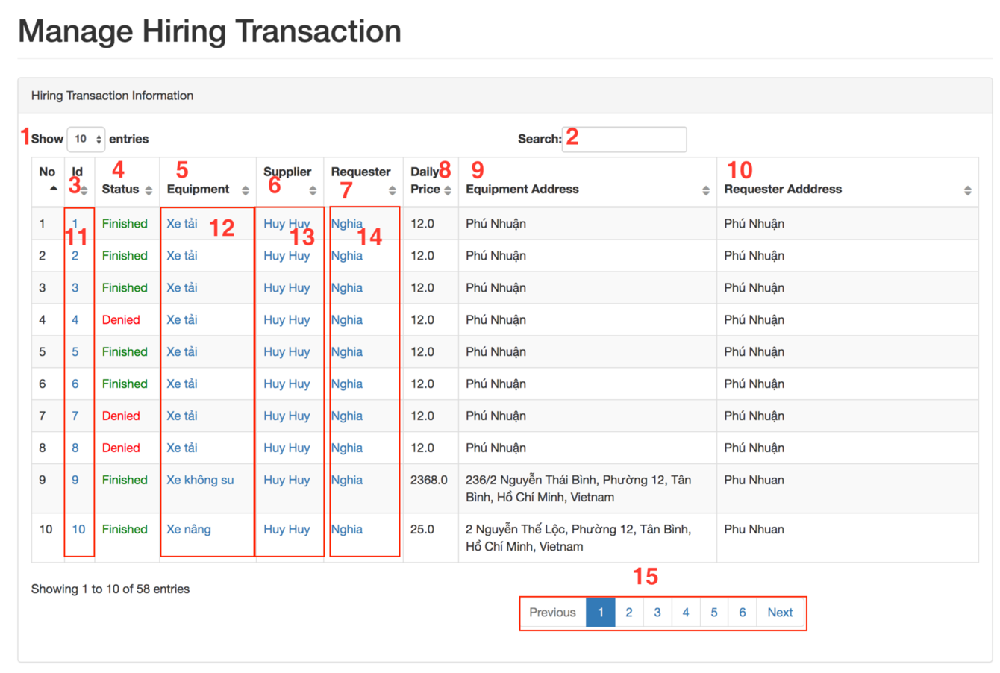 Manage Hiring Transaction
Hiring Transaction Information
1 Show 10 entries Search: 2
No Id 3 4 Status 5 Equipment Supplier 6 Requester 7 Daily Price 8 9 Equipment Address 10 Requester Adddress
1 1 Finished Xe tải Huy Huy Nghia 12.0 Phú Nhuận Phú Nhuận
11 12 13 14
2 2 Finished Xe tải Huy Huy Nghia 12.0 Phú Nhuận Phú Nhuận
3 3 Finished Xe tải Huy Huy Nghia 12.0 Phú Nhuận Phú Nhuận
4 4 Denied Xe tải Huy Huy Nghia 12.0 Phú Nhuận Phú Nhuận
5 5 Finished Xe tải Huy Huy Nghia 12.0 Phú Nhuận Phú Nhuận
6 6 Finished Xe tải Huy Huy Nghia 12.0 Phú Nhuận Phú Nhuận
7 7 Denied Xe tải Huy Huy Nghia 12.0 Phú Nhuận Phú Nhuận
8 8 Denied Xe tải Huy Huy Nghia 12.0 Phú Nhuận Phú Nhuận
9 9 Finished Xe không su Huy Huy Nghia 2368.0 236/2 Nguyễn Thái Bình, Phường 12, Tân Phu Nhuan
Bình, Hồ Chí Minh, Vietnam
10 10 Finished Xe nâng Huy Huy Nghia 25.0 2 Nguyễn Thế Lộc, Phường 12, Tân Bình, Phu Nhuan
Hồ Chí Minh, Vietnam
15
Showing 1 to 10 of 58 entries
Previous 1 2 3 4 5 6 Next